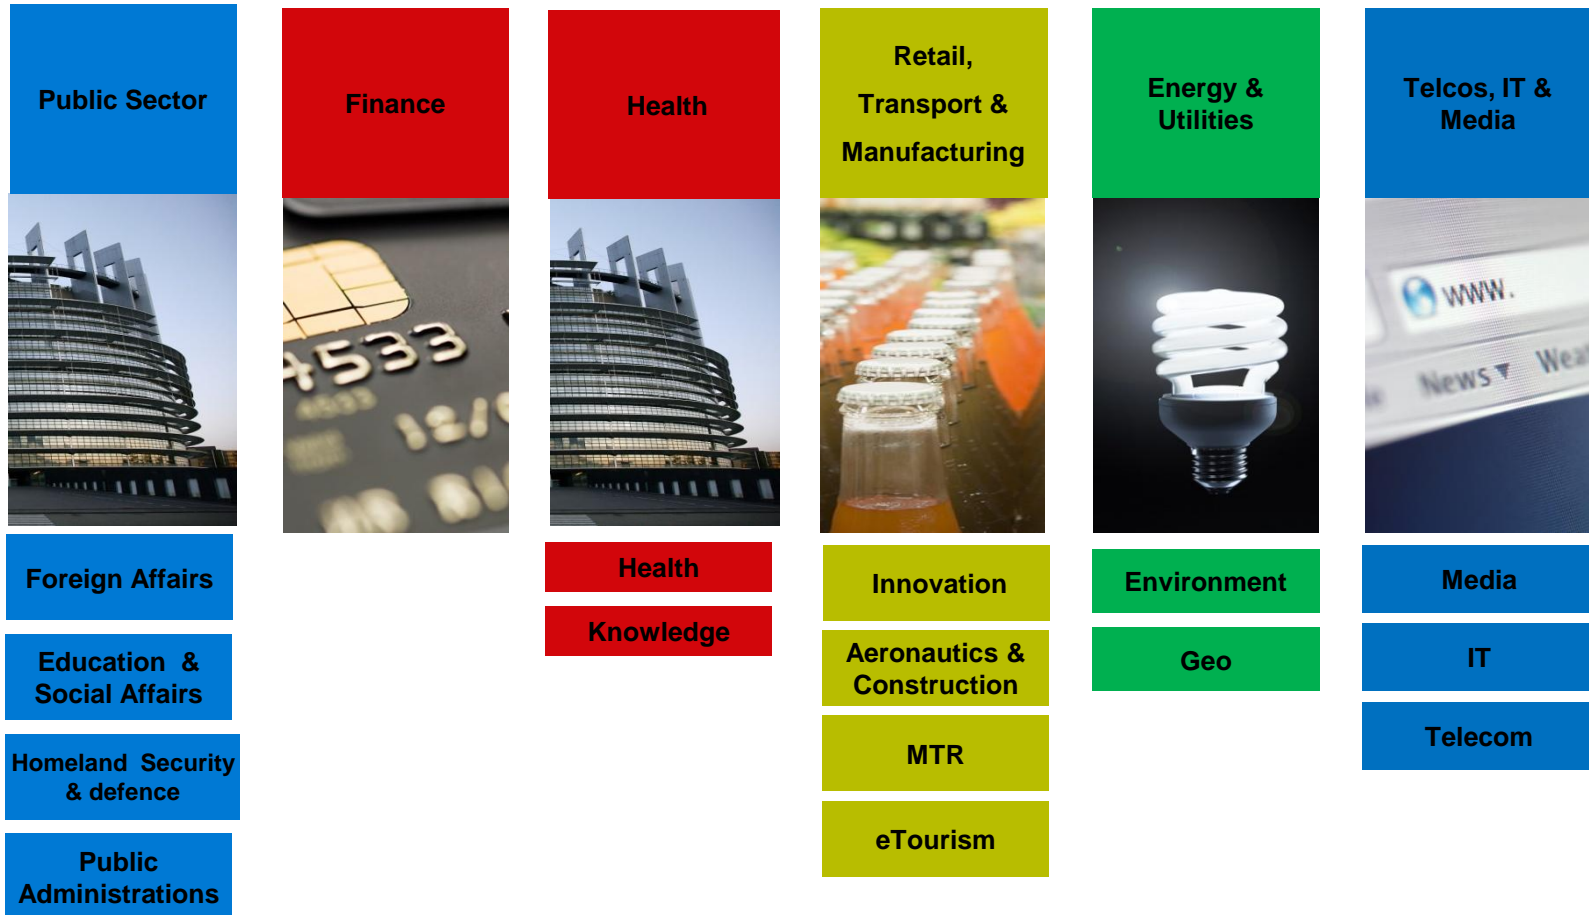 Public Sector
Finance
Health
Retail,
Transport &
Manufacturing
Energy &
Utilities
Telcos, IT &
Media
4533
4533
www.
News
Foreign Affairs
Education & 
Social Affairs
Homeland Security
& defence
Public
Administrations
Health
Knowledge
Innovation
Aeronautics &
Construction
MTR
eTourism
Environment
Geo
Media
IT
Telecom